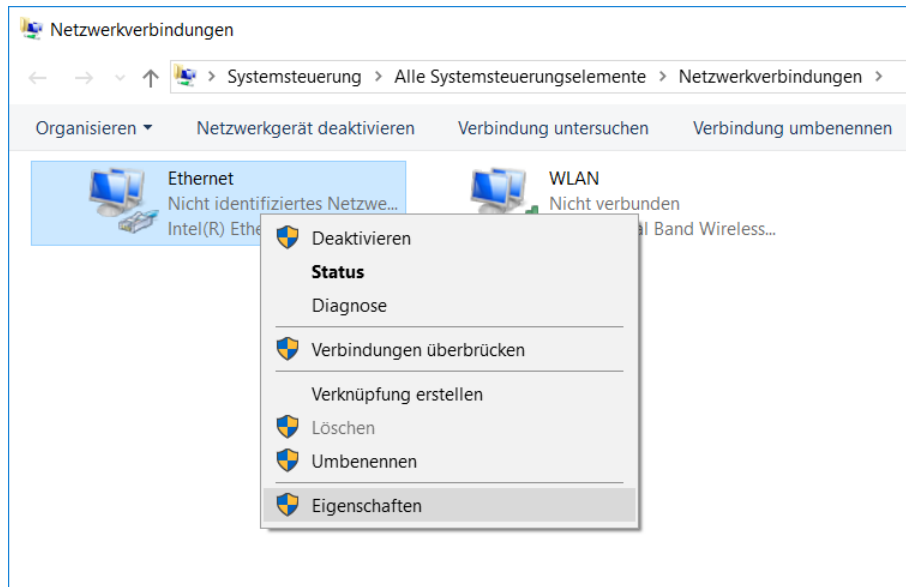 Netzwerkverbindungen
Systemsteuerung > Alle Systemsteuerungselemente > Netzwerkverbindungen >
Organisieren Netzwerkgerät deaktivieren Verbindung untersuchen Verbindung umbenennen
Ethernet
Nicht identifiziertes Netzwe...
Intel(R) Ethe
WLAN
Nicht verbunden
Band Wireless...
Deaktivieren
Status
Diagnose
Verbindungen überbrücken
Verknüpfung erstellen
Löschen
Umbenennen
Eigenschaften